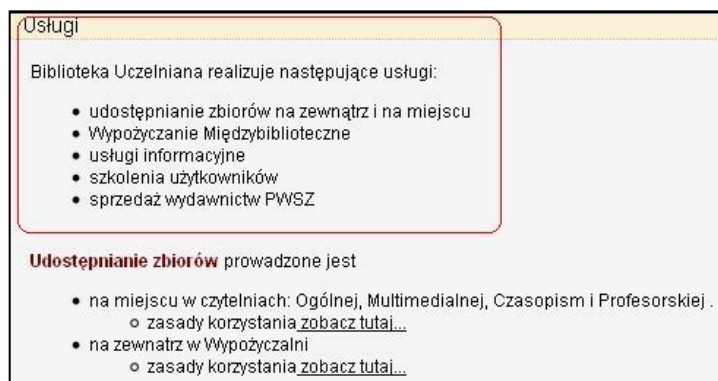 Usługi
Biblioteka Uczelniana realizuje następujące usługi:
• udostępnianie zbiorów na zewnątrz i na miejscu
• Wypożyczanie Międzybiblioteczne
• usługi informacyjne
• szkolenia użytkowników
• sprzedaż wydawnictw PWSZ
Udostępnianie zbiorów prowadzone jest
• na miejscu w czytelniach: Ogólnej, Multimedialnej, Czasopism i Profesorskiej .
o zasady korzystania zobacz tutaj...
• na zewnatrz w Wypożyczalni
o zasady korzystania zobacz tutaj...